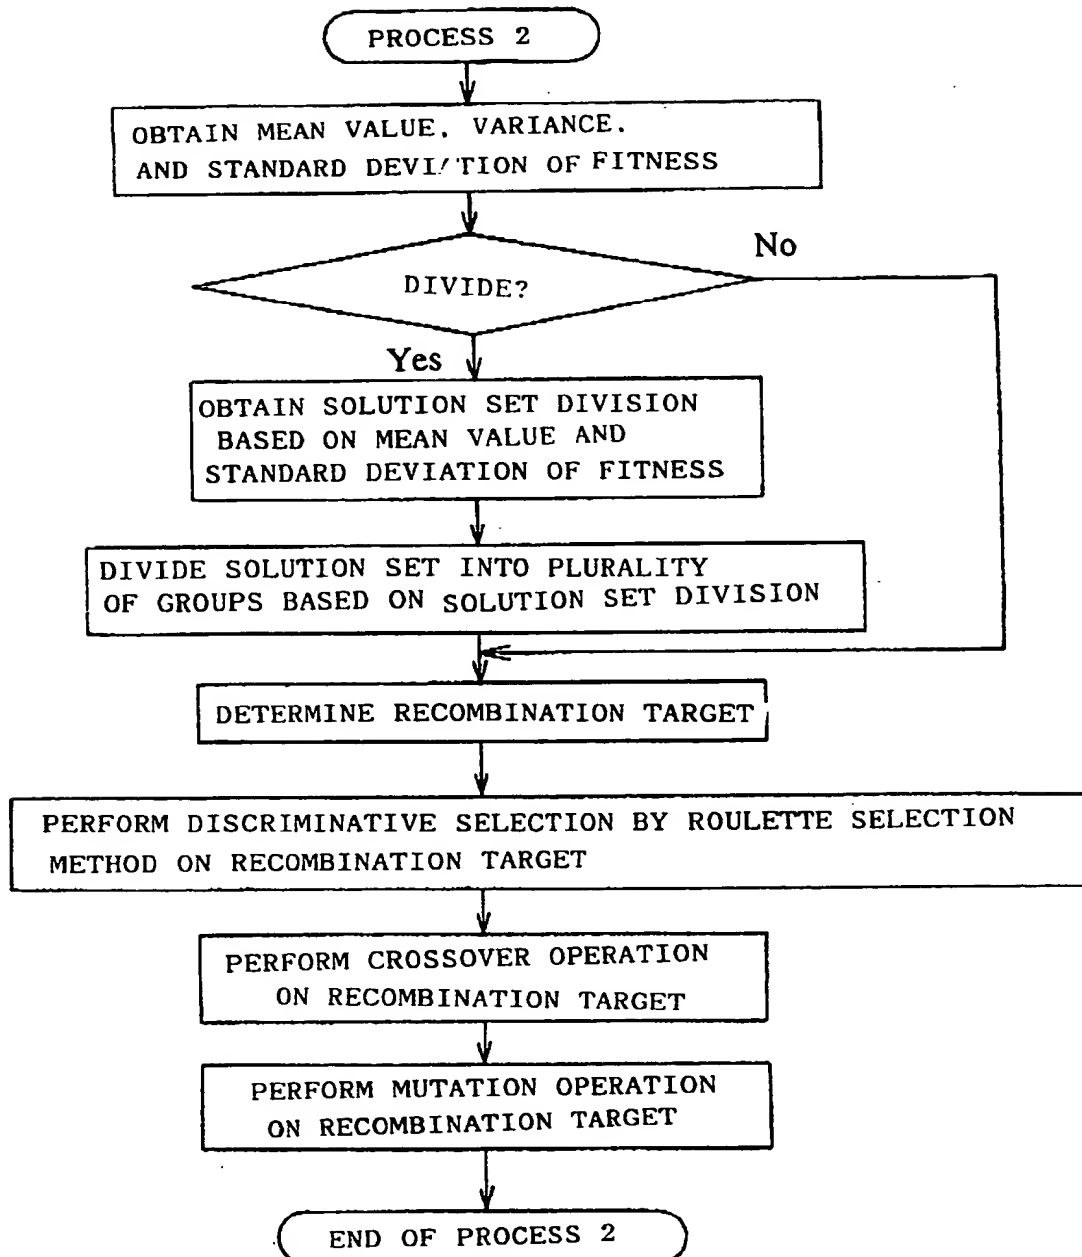 PROCESS 2
OBTAIN MEAN VALUE, VARIANCE,
AND STANDARD DEVIATION OF FITNESS
DIVIDE?
No
Yes
OBTAIN SOLUTION SET DIVISION
BASED ON MEAN VALUE AND
STANDARD DEVIATION OF FITNESS
DIVIDE SOLUTION SET INTO PLURALITY
OF GROUPS BASED ON SOLUTION SET DIVISION
DETERMINE RECOMBINATION TARGET
PERFORM DISCRIMINATIVE SELECTION BY ROULETTE SELECTION
METHOD ON RECOMBINATION TARGET
PERFORM CROSSOVER OPERATION
ON RECOMBINATION TARGET
PERFORM MUTATION OPERATION
ON RECOMBINATION TARGET
END OF PROCESS 2